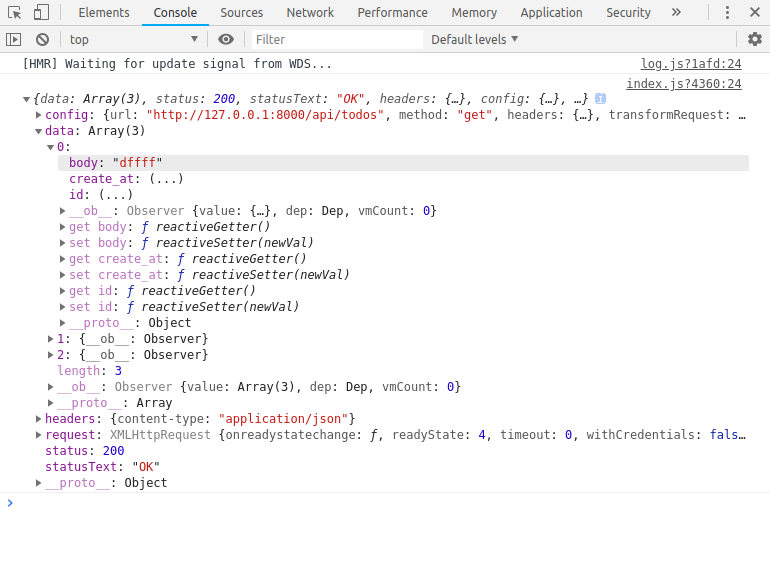 Elements Console Sources Network Performance Memory Application Security »
top Filter Default levels
[HMR] Waiting for update signal from WDS... log.js?1afd:24
index.js?4360:24
{data: Array(3), status: 200, statusText: "OK", headers: {…}, config: {…}, …} i
config: {url: "http://127.0.0.1:8000/api/todos", method: "get", headers: {…}, transformRequest: …
data: Array(3)
0:
body: "dffff"
create_at: (...)
id: (...)
__ob__: Observer {value: {…}, dep: Dep, vmCount: 0}
get body: ƒ reactiveGetter()
set body: ƒ reactiveSetter(newVal)
get create_at: ƒ reactiveGetter()
set create_at: ƒ reactiveSetter(newVal)
get id: ƒ reactiveGetter()
set id: ƒ reactiveSetter(newVal)
__proto__: Object
1: {__ob__: Observer}
2: {__ob__: Observer}
length: 3
__ob__: Observer {value: Array(3), dep: Dep, vmCount: 0}
__proto__: Array
headers: {content-type: "application/json"}
request: XMLHttpRequest {onreadystatechange: ƒ, readyState: 4, timeout: 0, withCredentials: fals…
status: 200
statusText: "OK"
__proto__: Object